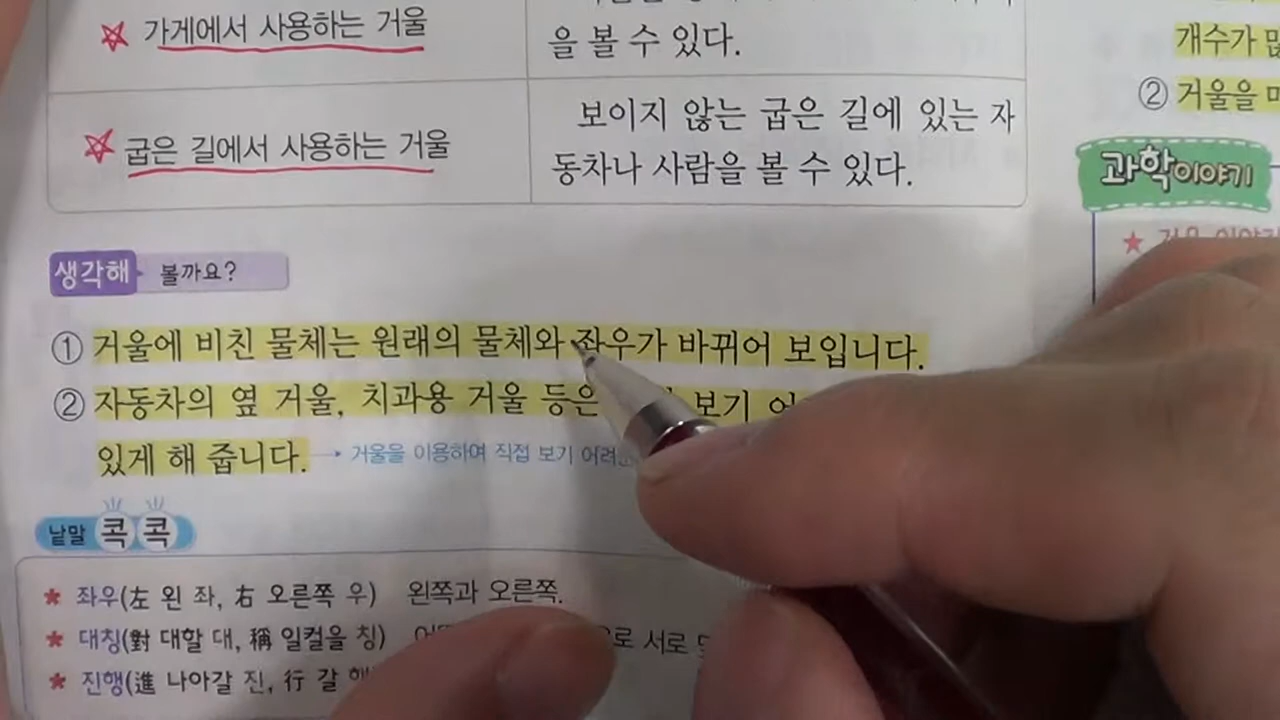 가게에서 사용하는 거울
을 볼 수 있다.
굽은 길에서 사용하는 거울
보이지 않는 굽은 길에 있는 자
동차나 사람을 볼 수 있다.
생각해 볼까요?
① 거울에 비친 물체는 원래의 물체와 좌우가 바뀌어 보입니다.
② 자동차의 옆 거울, 치과용 거울 등은 보기
있게 해 줍니다. → 거울을 이용하여 직접 보기
낱말 콕콕
* 좌우(左 왼 좌, 右 오른쪽 우) 왼쪽과 오른쪽.
* 대칭(對 대할 대, 稱 일컬을 칭) 서로
* 진행(進 나아갈 진, 行 갈
개수가
② 거울을
과학이야기